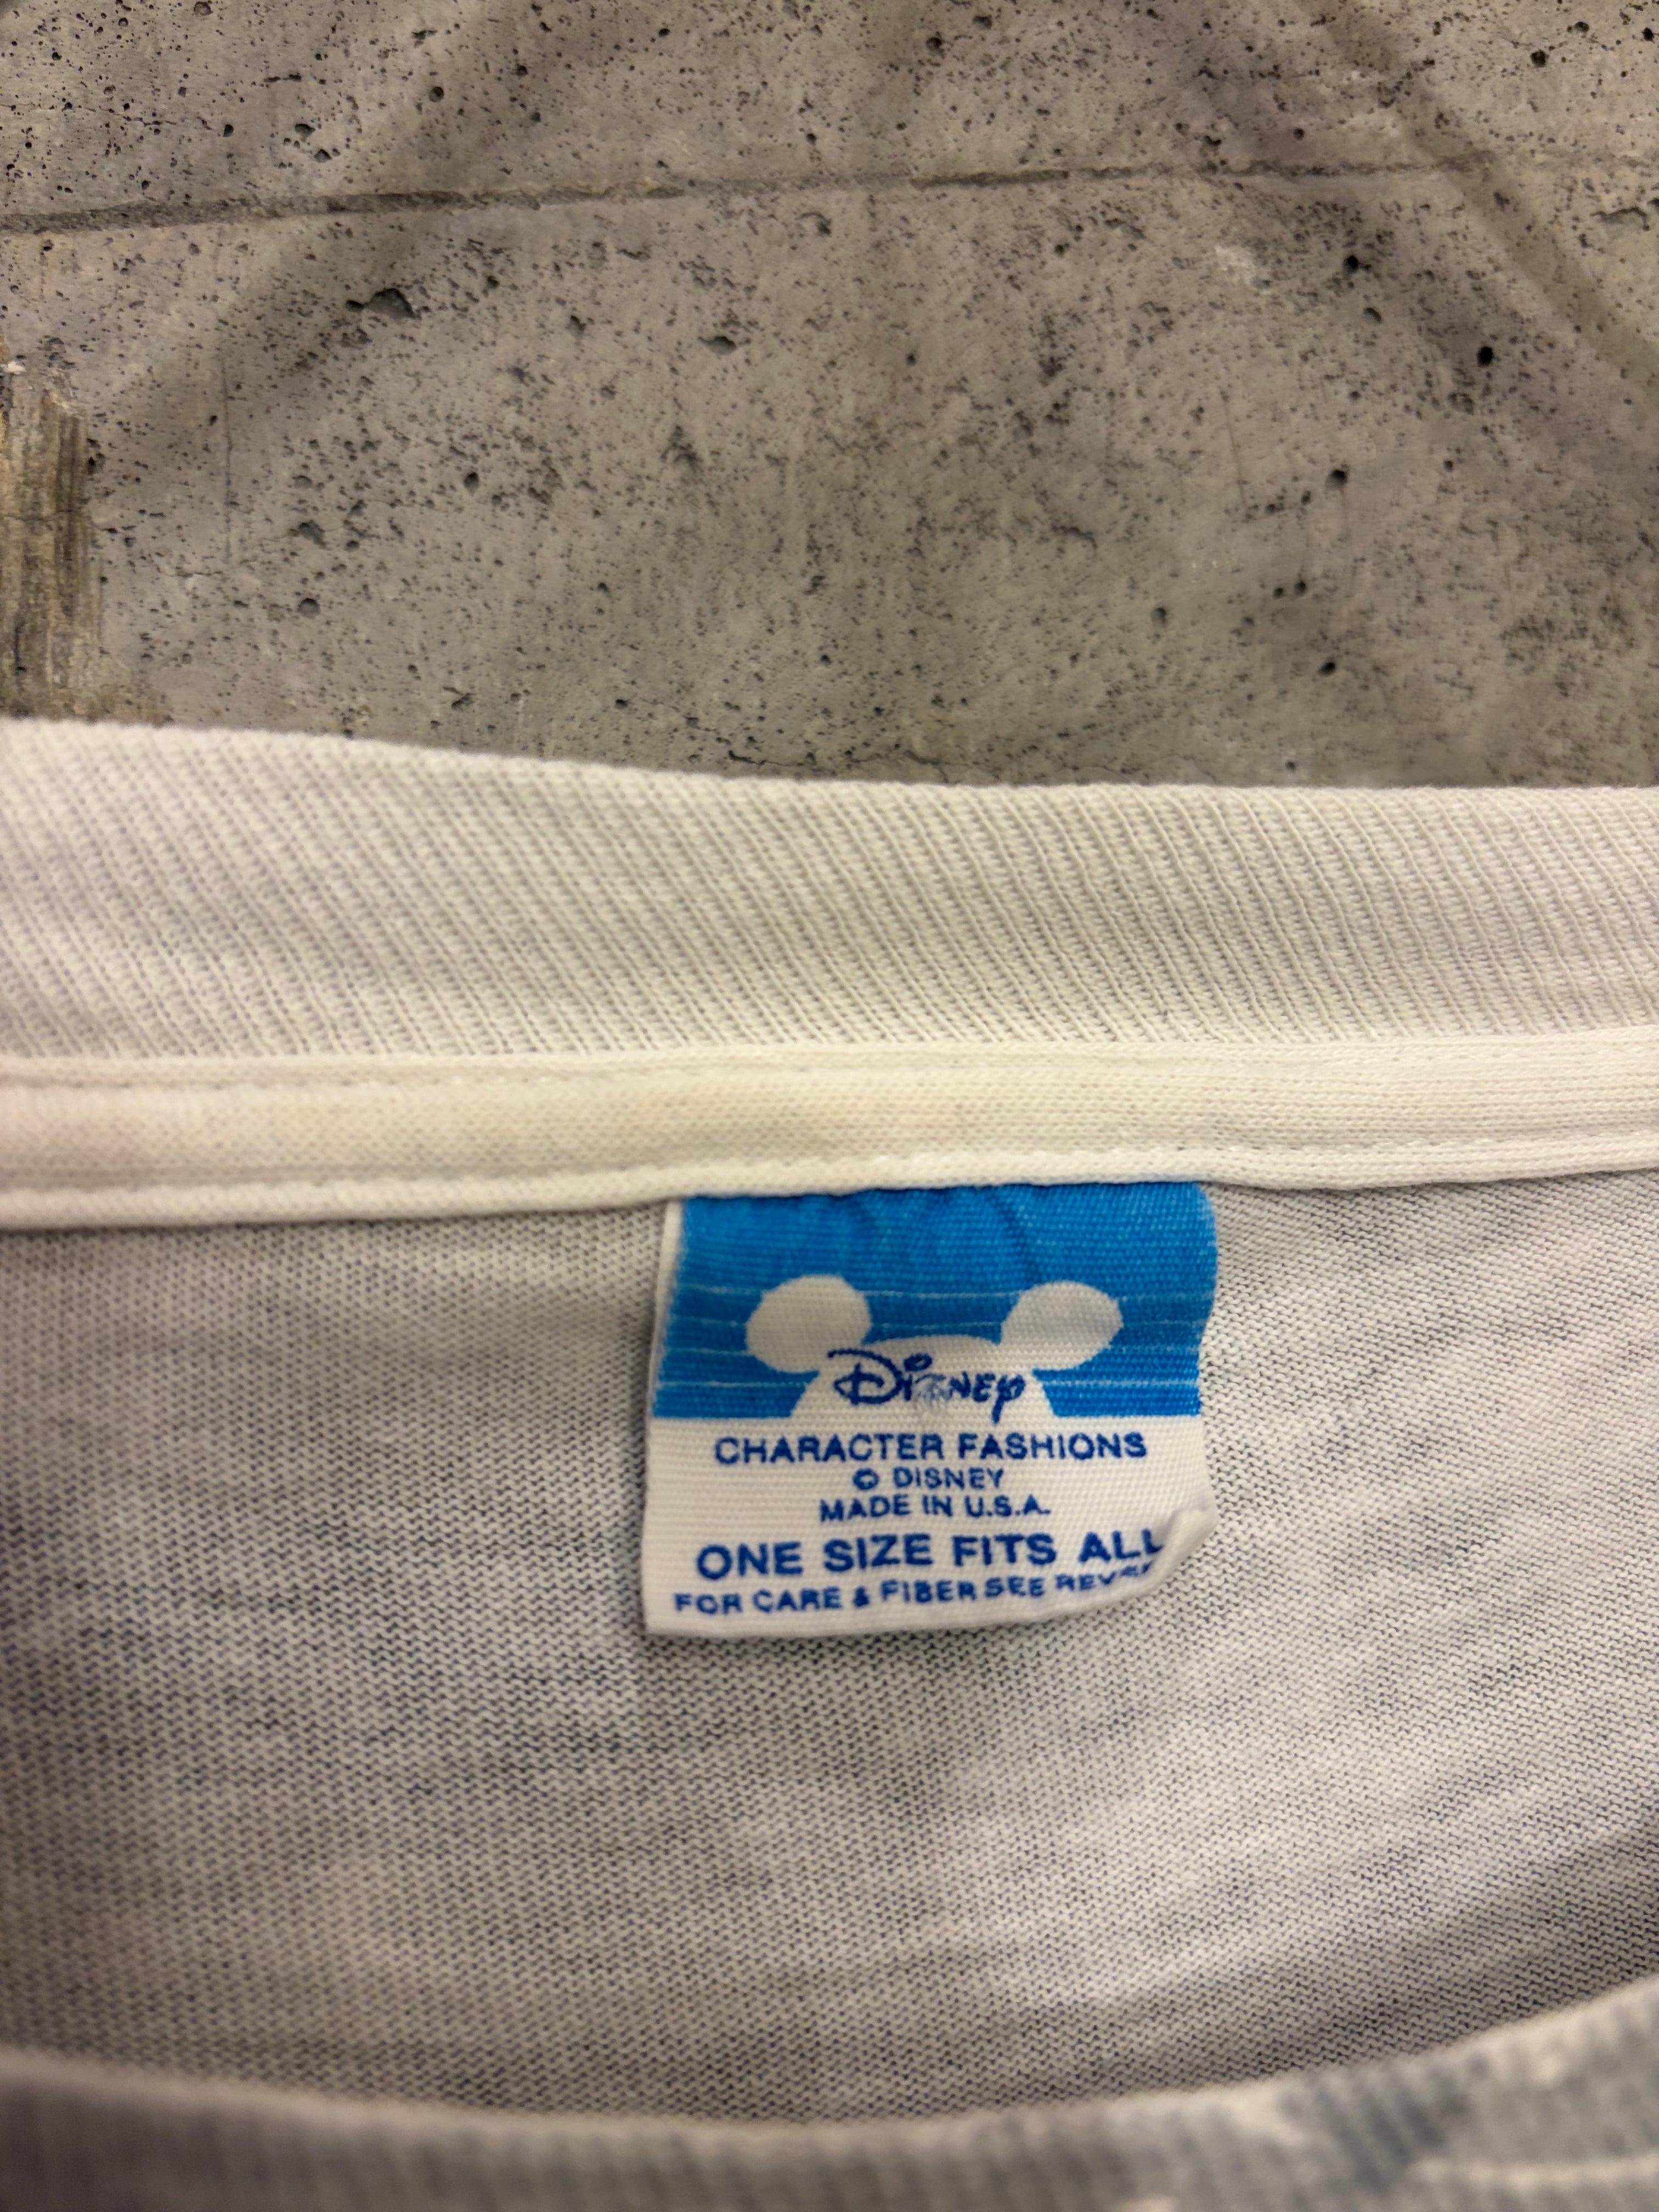 Disney
CHARACTER FASHIONS
© DISNEY
MADE IN U.S.A.
ONE SIZE FITS ALL
FOR CARE & FIBER SEE